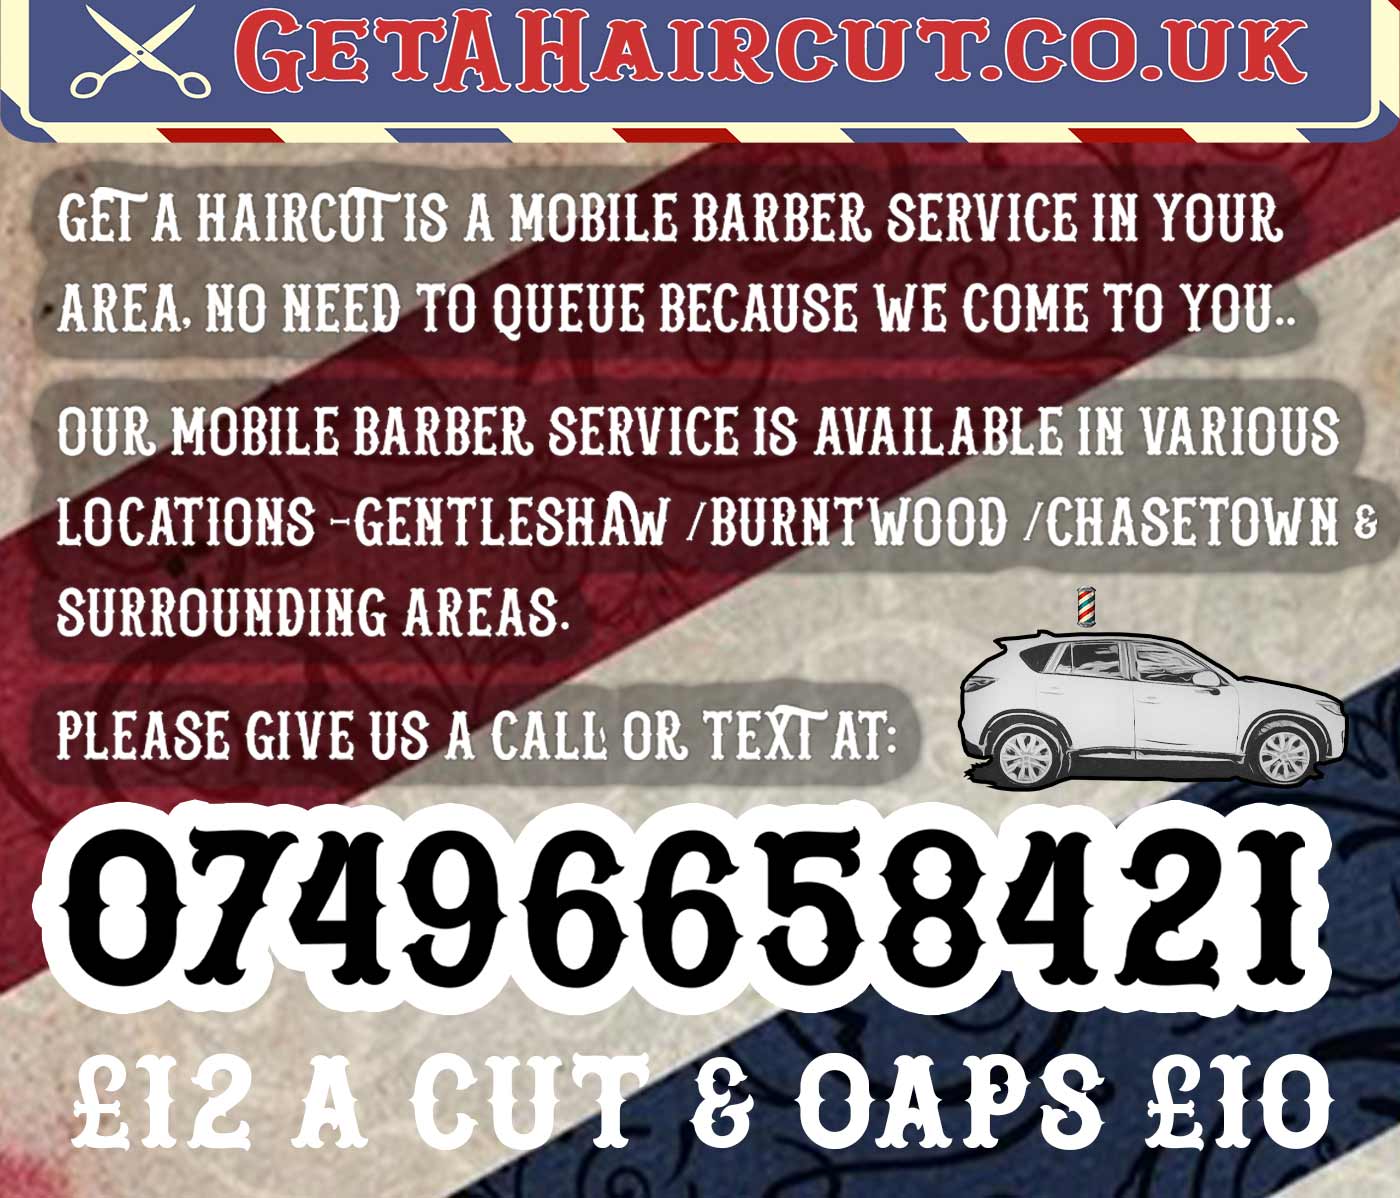 GETAHAIRCUT.CO.UK
GET A HAIRCUT IS A MOBILE BARBER SERVICE IN YOUR
AREA, NO NEED TO QUEUE BECAUSE WE COME TO YOU..
OUR MOBILE BARBER SERVICE IS AVAILABLE IN VARIOUS
LOCATIONS -GENTLESHAW /BURNTWOOD /CHASETOWN &
SURROUNDING AREAS.
PLEASE GIVE US A CALL OR TEXT AT:
07496658421
£12 A CUT & OAPS £10